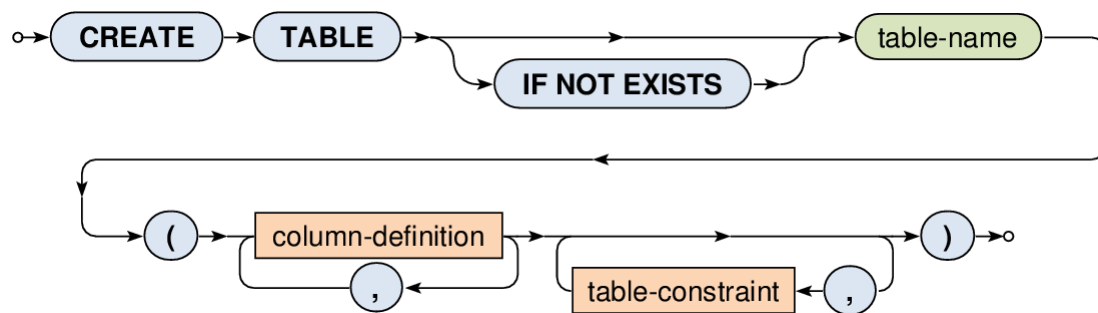 CREATE TABLE table-name
IF NOT EXISTS
( column-definition )
, table-constraint ,